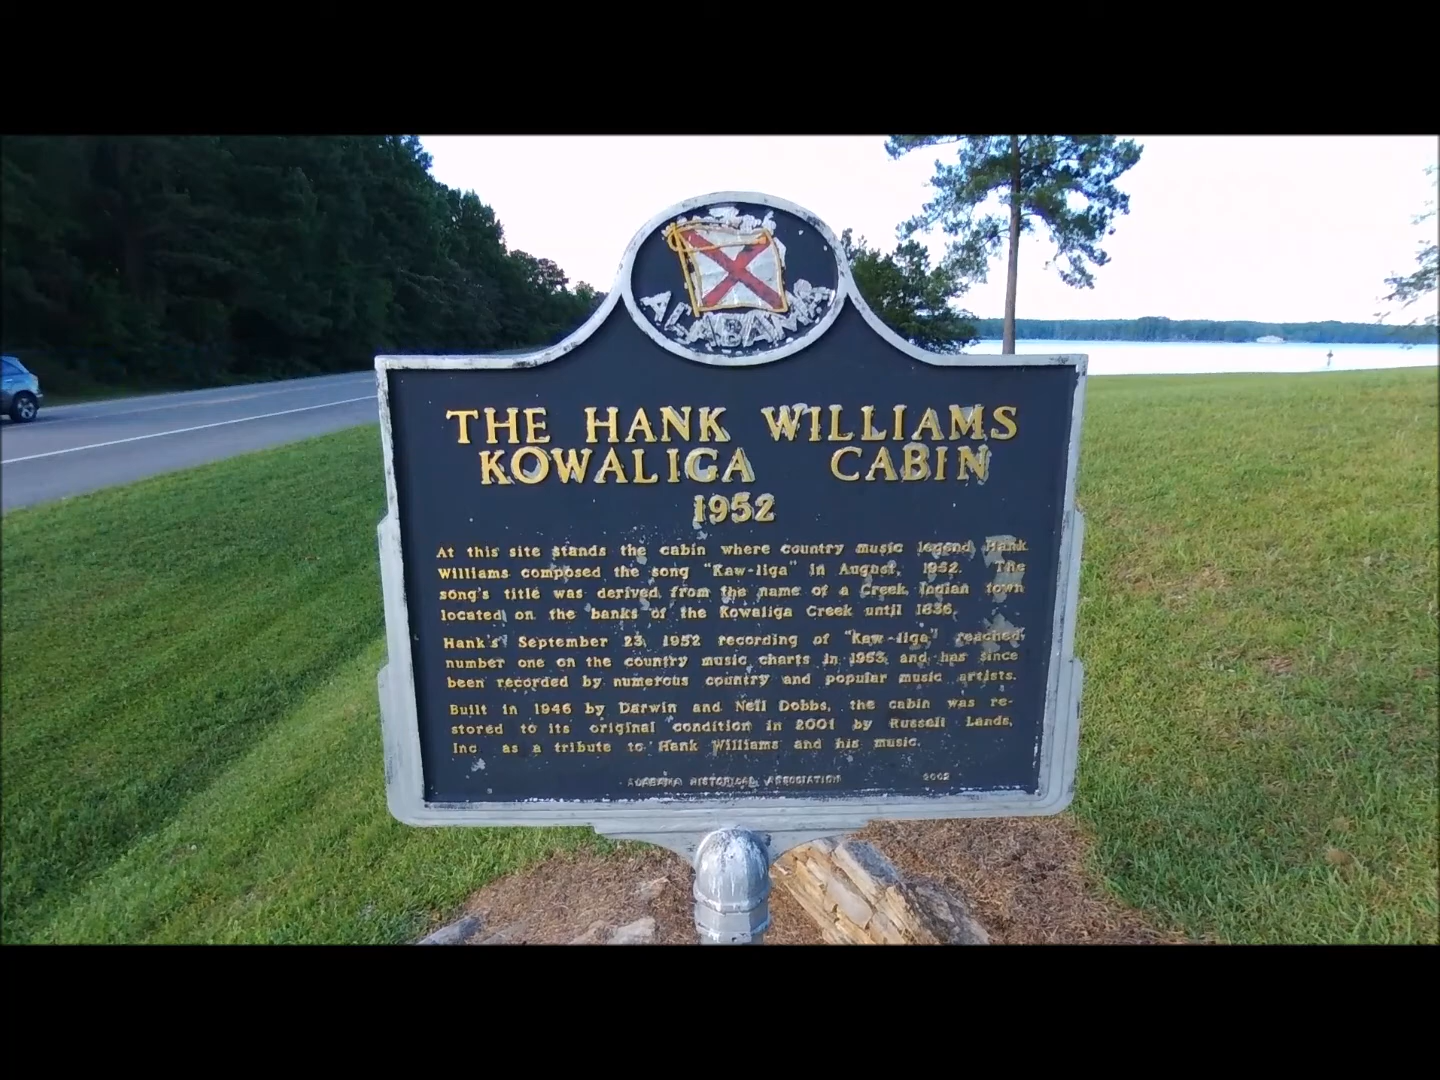 ALABAMA
THE HANK WILLIAMS
KOWALIGA CABIN
1952
At this site stands the cabin where country music legend Hank
Williams composed the song "Kaw-liga" in August, 1952. The
song's title was derived from the name of a Creek Indian town
located on the banks of the Kowaliga Creek until 1836.
Hank's September 23, 1952 recording of "Kaw-liga" reached
number one on the country music charts in 1953 and has since
been recorded by numerous country and popular music artists.
Built in 1946 by Darwin and Nell Dobbs, the cabin was re-
stored to its original condition in 2001 by Russell Lands,
Inc. as a tribute to Hank Williams and his music.
ALABAMA HISTORICAL ASSOCIATION 2002